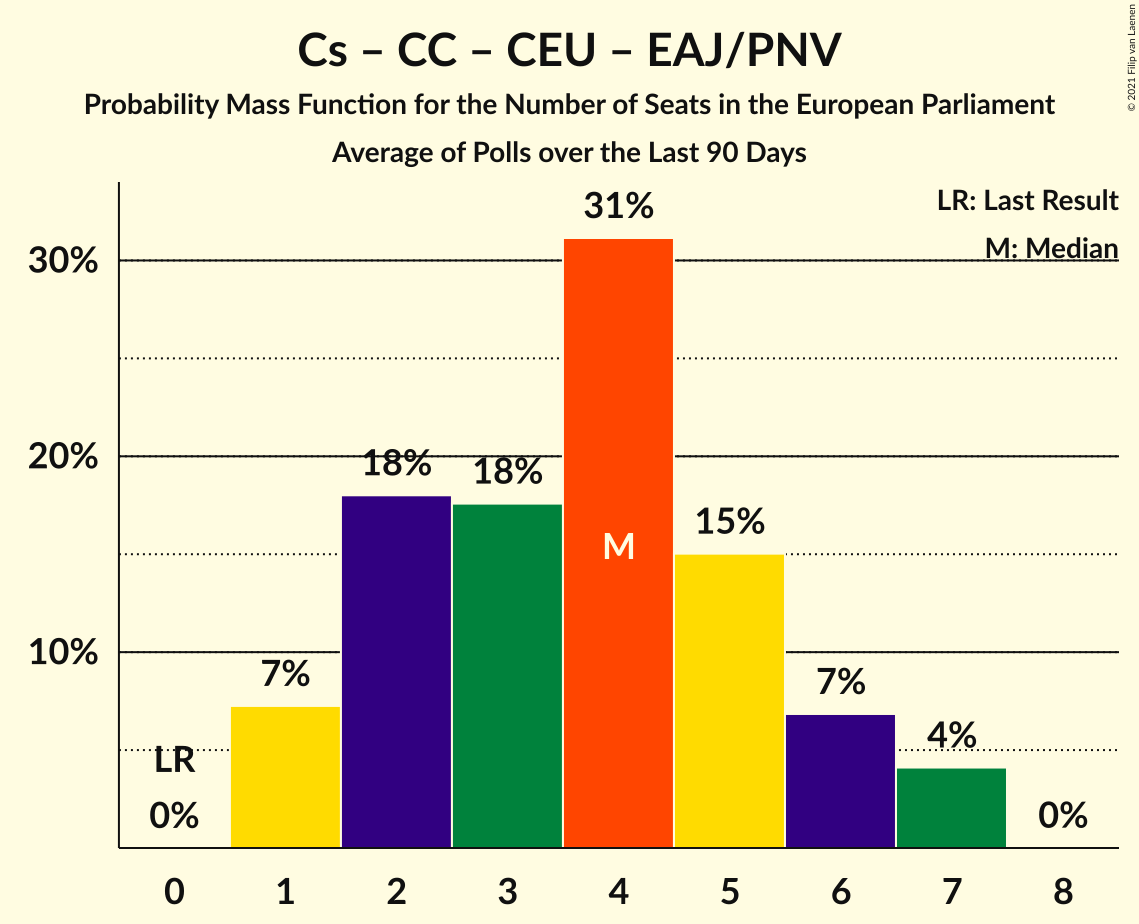 Cs – CC – CEU – EAJ/PNV
Probability Mass Function for the Number of Seats in the European Parliament
Average of Polls over the Last 90 Days
© 2021 Filip van Laenen
LR: Last Result
M: Median
30%
20%
10%
LR
0%
7%
18%
18%
31%
M
15%
7%
4%
0%
0 1 2 3 4 5 6 7 8